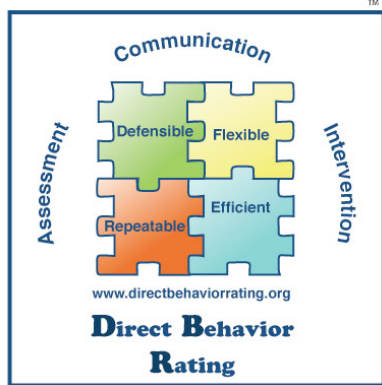 TM
Communication
Assessment
Intervention
Defensible
Flexible
Repeatable
Efficient
www.directbehaviorrating.org
Direct Behavior
Rating